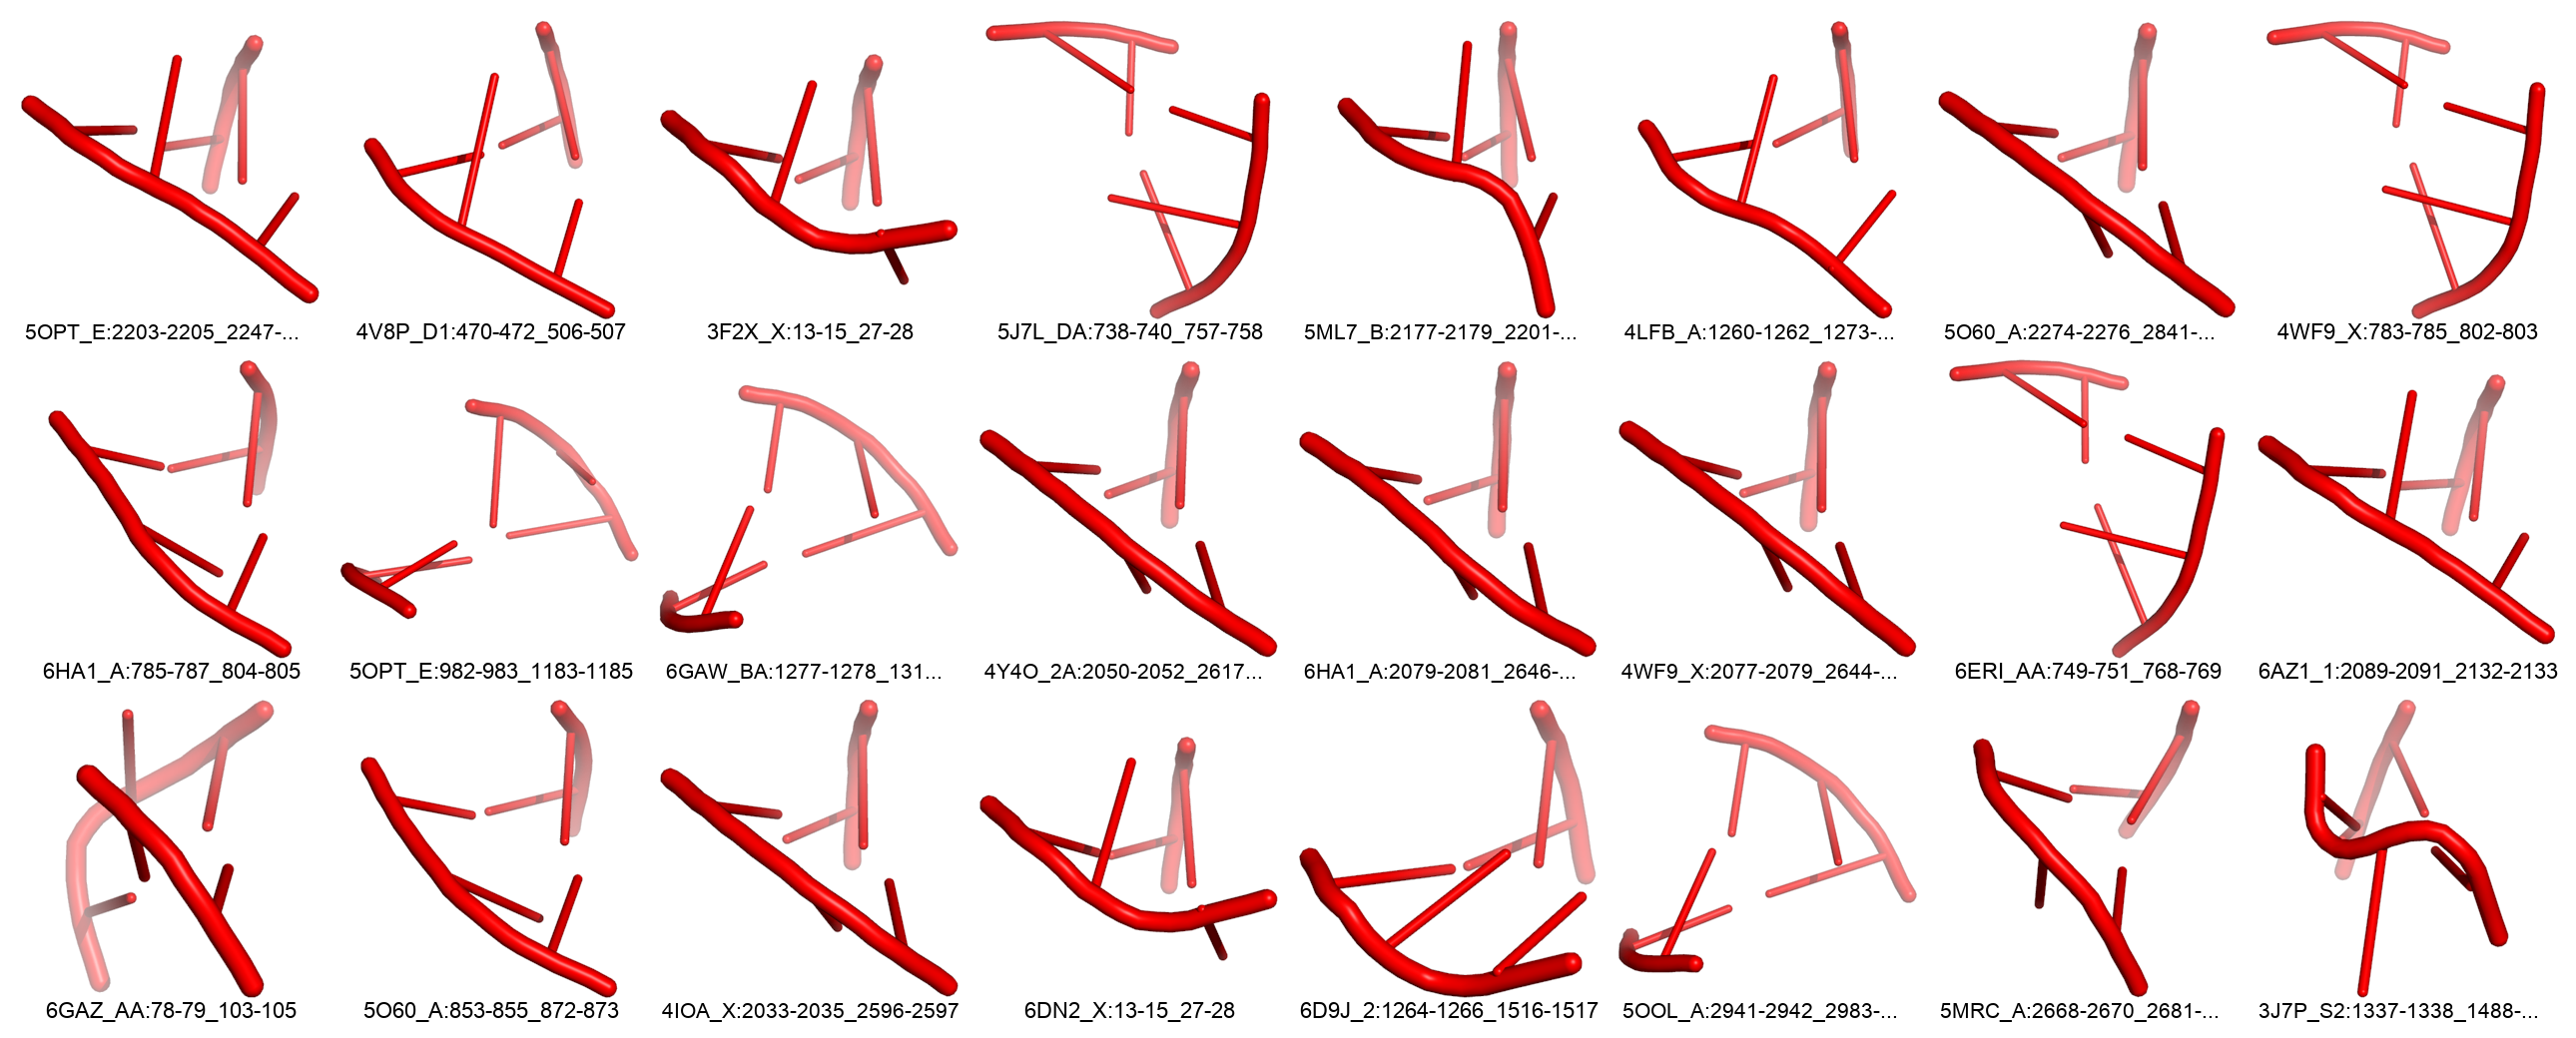 5OPT_E:2203-2205_2247-...
4V8P_D1:470-472_506-507
3F2X_X:13-15_27-28
5J7L_DA:738-740_757-758
5ML7_B:2177-2179_2201-...
4LFB_A:1260-1262_1273-...
5O60_A:2274-2276_2841-...
4WF9_X:783-785_802-803
6HA1_A:785-787_804-805
5OPT_E:982-983_1183-1185
6GAW_BA:1277-1278_131...
4Y4O_2A:2050-2052_2617...
6HA1_A:2079-2081_2646-...
4WF9_X:2077-2079_2644-...
6ERI_AA:749-751_768-769
6AZ1_1:2089-2091_2132-2133
6GAZ_AA:78-79_103-105
5O60_A:853-855_872-873
4IOA_X:2033-2035_2596-2597
6DN2_X:13-15_27-28
6D9J_2:1264-1266_1516-1517
5OOL_A:2941-2942_2983-...
5MRC_A:2668-2670_2681-...
3J7P_S2:1337-1338_1488-...